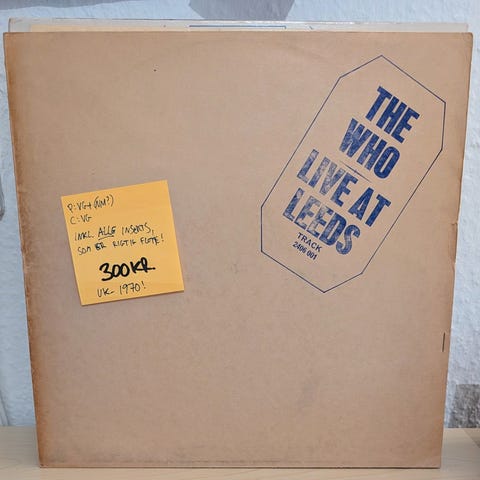 THE
WHO
LIVE AT
LEEDS
TRACK
2406 001
P: VG+ (NM?)
C: VG
INKL. ALLE INSERTS,
SOM ER RIGTIG FLOTTE!
300KR
UK- 1970!